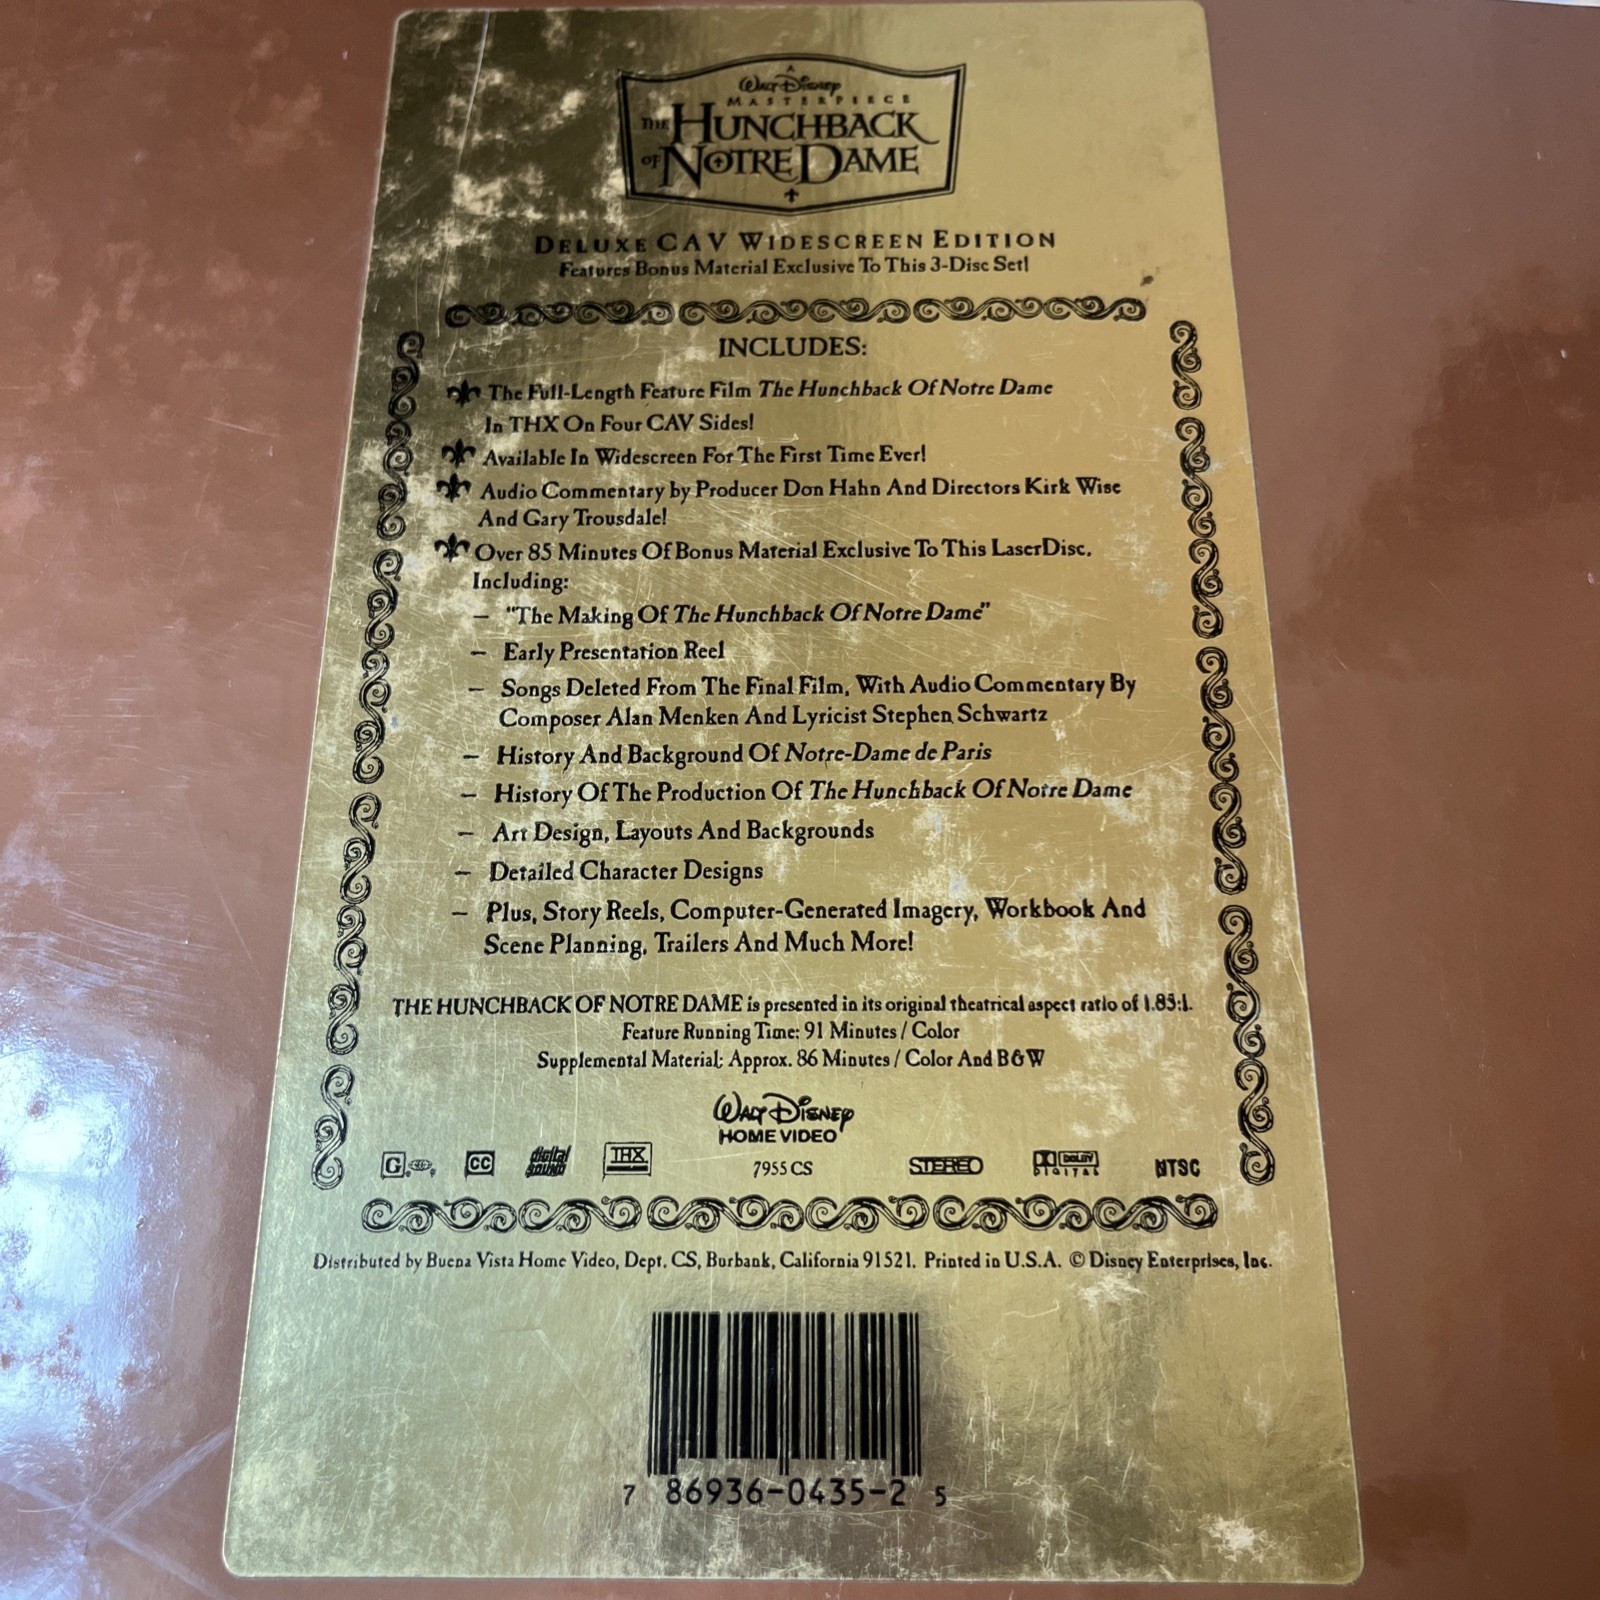 A
Walt Disney
MASTERPIECE
THE HUNCHBACK
OF NOTRE DAME
DELUXE CAV WIDESCREEN EDITION
Features Bonus Material Exclusive To This 3-Disc Set!
INCLUDES:
The Full-Length Feature Film The Hunchback Of Notre Dame
In THX On Four CAV Sides!
Available In Widescreen For The First Time Ever!
Audio Commentary by Producer Don Hahn And Directors Kirk Wise
And Gary Trousdale!
Over 85 Minutes Of Bonus Material Exclusive To This LaserDisc,
Including:
– "The Making Of The Hunchback Of Notre Dame"
– Early Presentation Reel
– Songs Deleted From The Final Film, With Audio Commentary By
Composer Alan Menken And Lyricist Stephen Schwartz
– History And Background Of Notre-Dame de Paris
– History Of The Production Of The Hunchback Of Notre Dame
– Art Design, Layouts And Backgrounds
– Detailed Character Designs
– Plus, Story Reels, Computer-Generated Imagery, Workbook And
Scene Planning, Trailers And Much More!
THE HUNCHBACK OF NOTRE DAME is presented in its original theatrical aspect ratio of 1.85:1.
Feature Running Time: 91 Minutes / Color
Supplemental Material: Approx. 86 Minutes / Color And B&W
Walt Disney
HOME VIDEO
G CC digital sound THX 7955 CS STEREO DOLBY DIGITAL NTSC
Distributed by Buena Vista Home Video, Dept. CS, Burbank, California 91521. Printed in U.S.A. © Disney Enterprises, Inc.
7 86936-0435-2 5